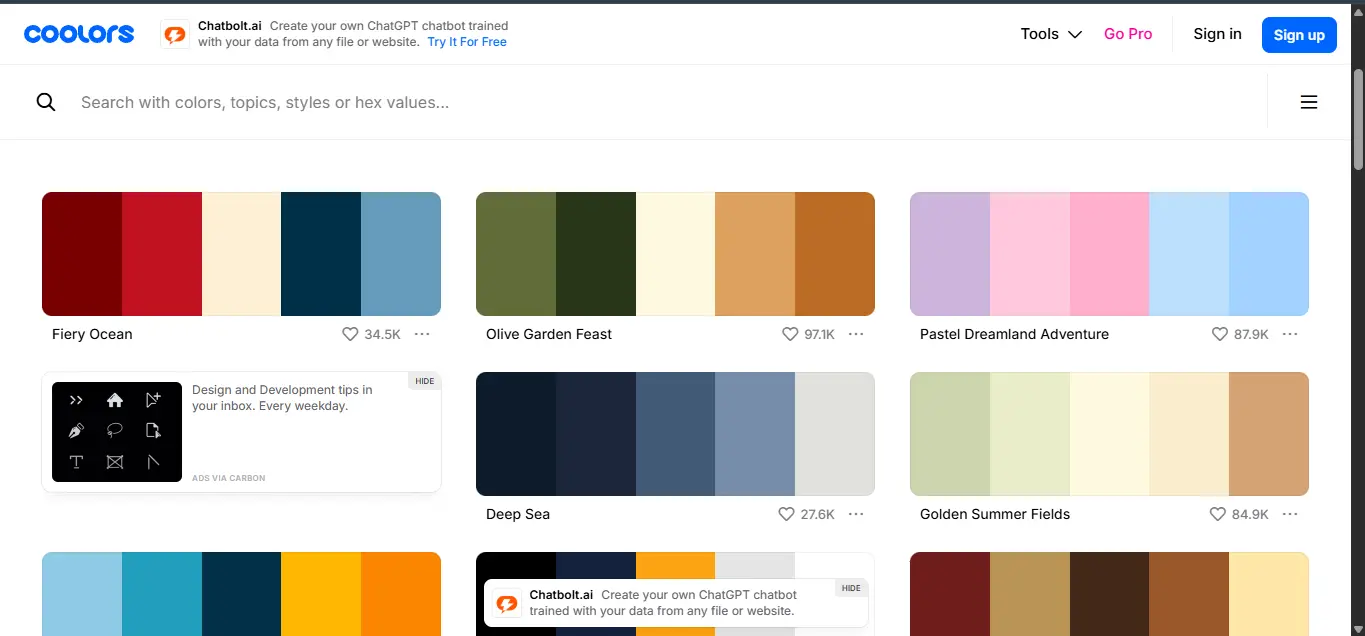 coolors
Chatbolt.ai Create your own ChatGPT chatbot trained
with your data from any file or website. Try It For Free
Tools
Go Pro
Sign in
Sign up
Search with colors, topics, styles or hex values...
Fiery Ocean
34.5K
Olive Garden Feast
97.1K
Pastel Dreamland Adventure
87.9K
Design and Development tips in
your inbox. Every weekday.
HIDE
ADS VIA CARBON
Deep Sea
27.6K
Golden Summer Fields
84.9K
Chatbolt.ai Create your own ChatGPT chatbot
trained with your data from any file or website.
HIDE